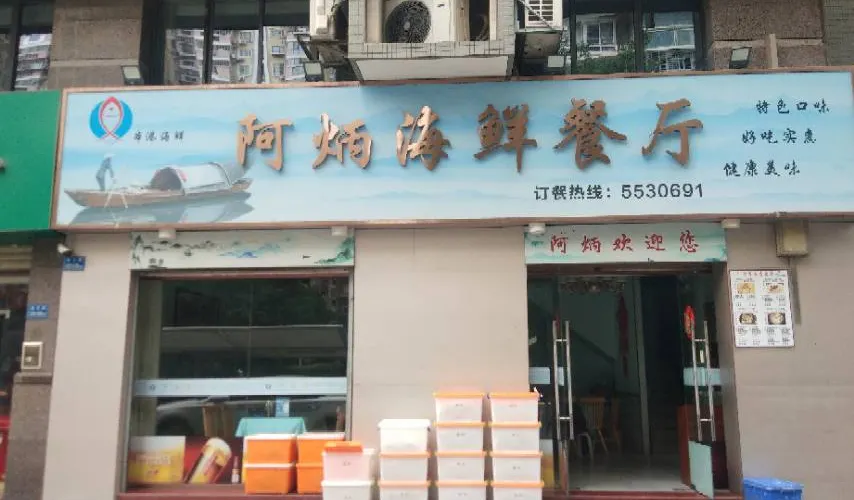 阿炳海鲜餐厅
特色口味
好吃实惠
健康美味
订餐热线：5530691
阿炳欢迎您